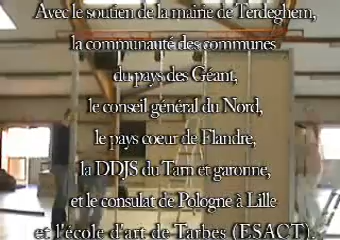 Avec le soutien de la mairie de Terdeghem,
la communauté des communes
du pays des Géant,
le conseil général du Nord,
le pays coeur de Flandre,
la DDJS du Tarn et garonne,
et le consulat de Pologne à Lille
et l'école d'art de Tarbes (ESACT).